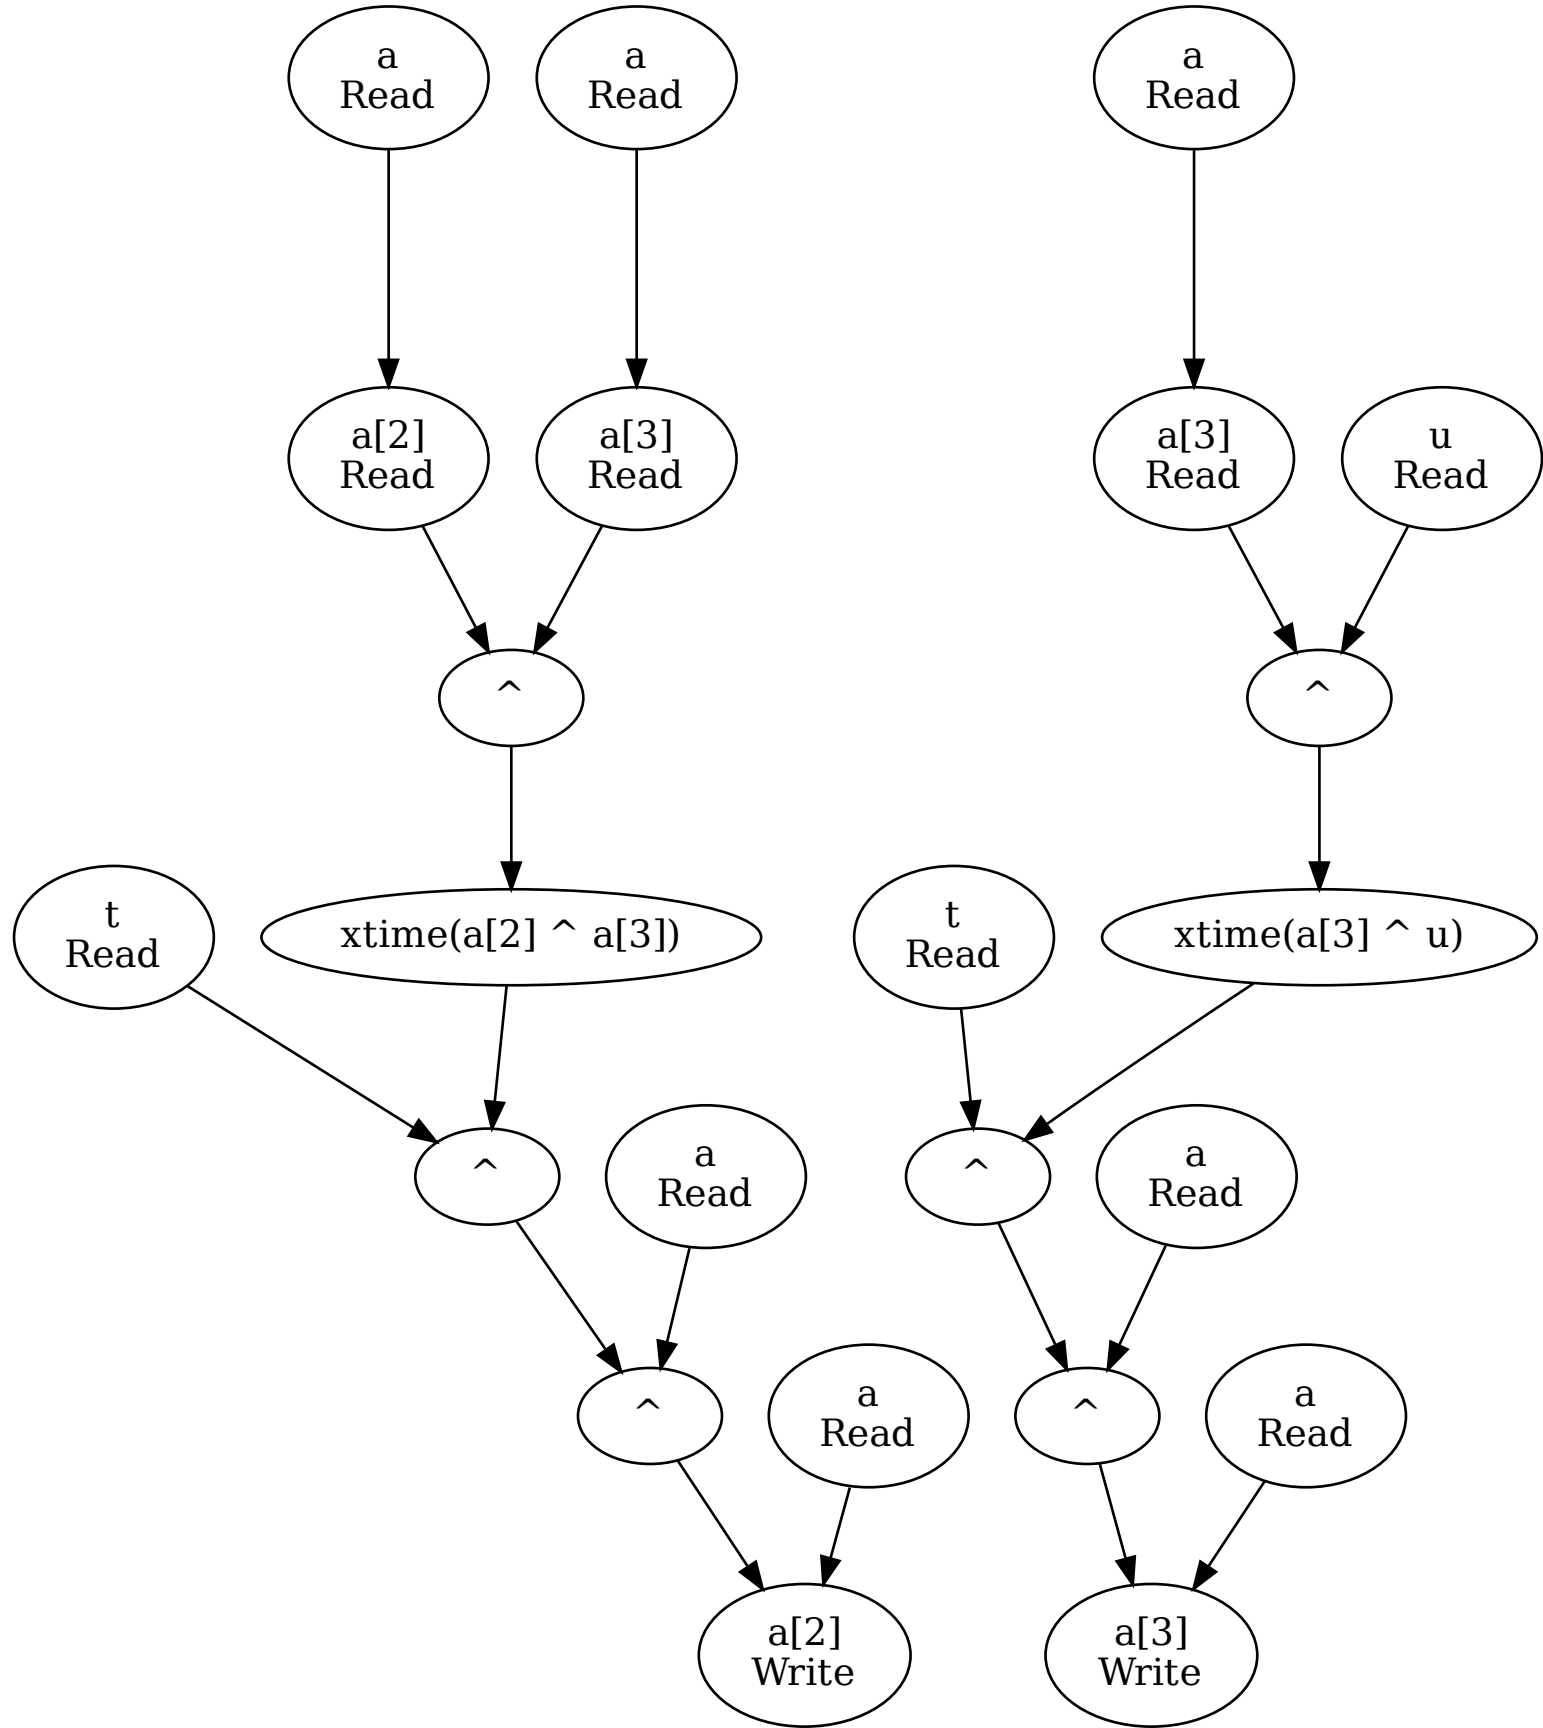 a
Read
a
Read
a
Read
a[2]
Read
a[3]
Read
a[3]
Read
u
Read
^
^
t
Read
xtime(a[2] ^ a[3])
t
Read
xtime(a[3] ^ u)
^
a
Read
^
a
Read
^
a
Read
^
a
Read
a[2]
Write
a[3]
Write